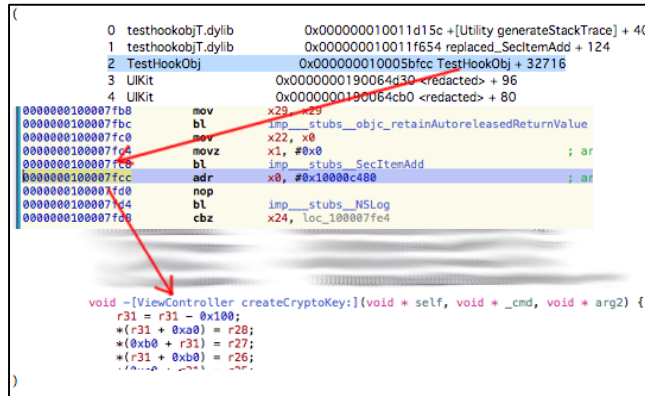 (
0 testhookobjT.dylib 0x000000010011d15c +[Utility generateStackTrace] + 40
1 testhookobjT.dylib 0x000000010011f654 replaced_SecItemAdd + 124
2 TestHookObj 0x000000010005bfcc TestHookObj + 32716
3 UIKit 0x0000000190064d30 <redacted> + 96
4 UIKit 0x0000000190064cb0 <redacted> + 80
0000000100007fb8 mov x29, x29
0000000100007fbc bl imp___stubs__objc_retainAutoreleasedReturnValue
0000000100007fc0 mov x22, x0
0000000100007fc4 movz x1, #0x0 ; ar
0000000100007fc8 bl imp___stubs__SecItemAdd
0000000100007fcc adr x0, #0x10000c480 ; ar
0000000100007fd0 nop
0000000100007fd4 bl imp___stubs__NSLog
0000000100007fd8 cbz x24, loc_100007fe4
void -[ViewController createCryptoKey:](void * self, void * _cmd, void * arg2) {
r31 = r31 - 0x100;
*(r31 + 0xa0) = r28;
*(0xb0 + r31) = r27;
*(r31 + 0xb0) = r26;
)